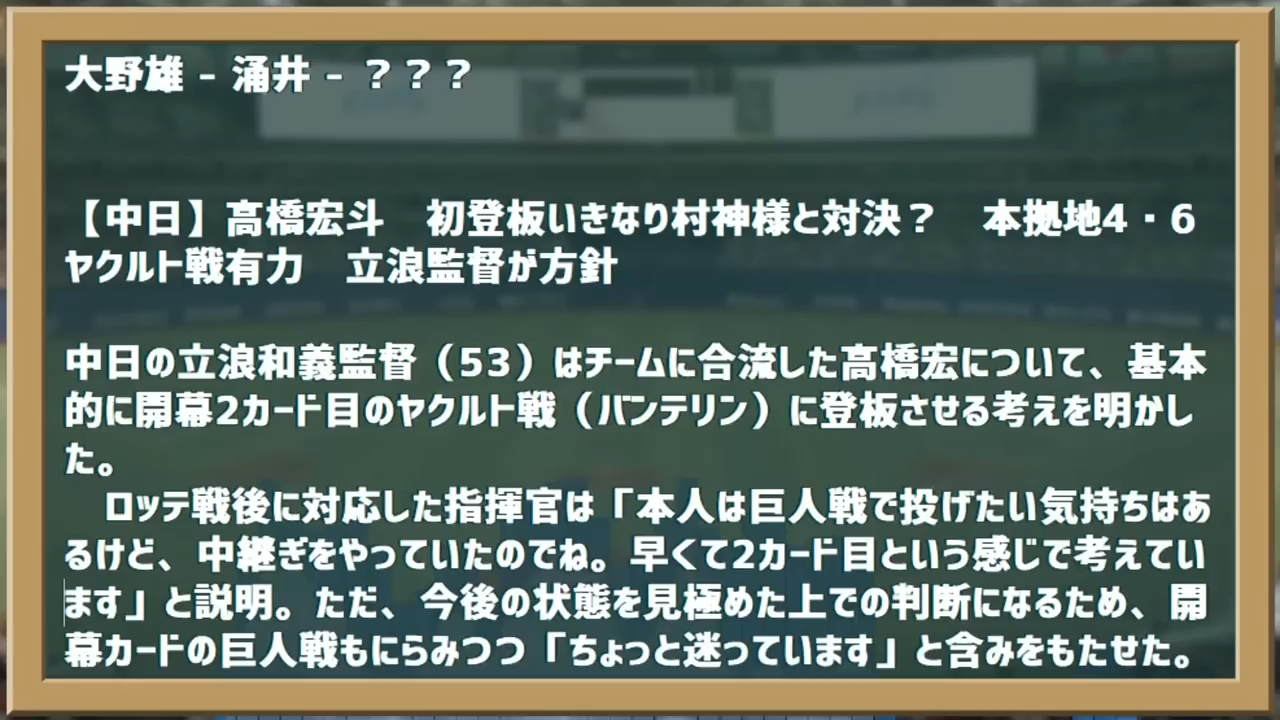 大野雄 – 涌井 – ？？？
【中日】高橋宏斗　初登板いきなり村神様と対決？　本拠地4・6
ヤクルト戦有力　立浪監督が方針
中日の立浪和義監督（53）はチームに合流した高橋宏について、基本
的に開幕2カード目のヤクルト戦（バンテリン）に登板させる考えを明かし
た。
　ロッテ戦後に対応した指揮官は「本人は巨人戦で投げたい気持ちはあ
るけど、中継ぎをやっていたのでね。早くて2カード目という感じで考えてい
ます」と説明。ただ、今後の状態を見極めた上での判断になるため、開
幕カードの巨人戦もにらみつつ「ちょっと迷っています」と含みをもたせた。